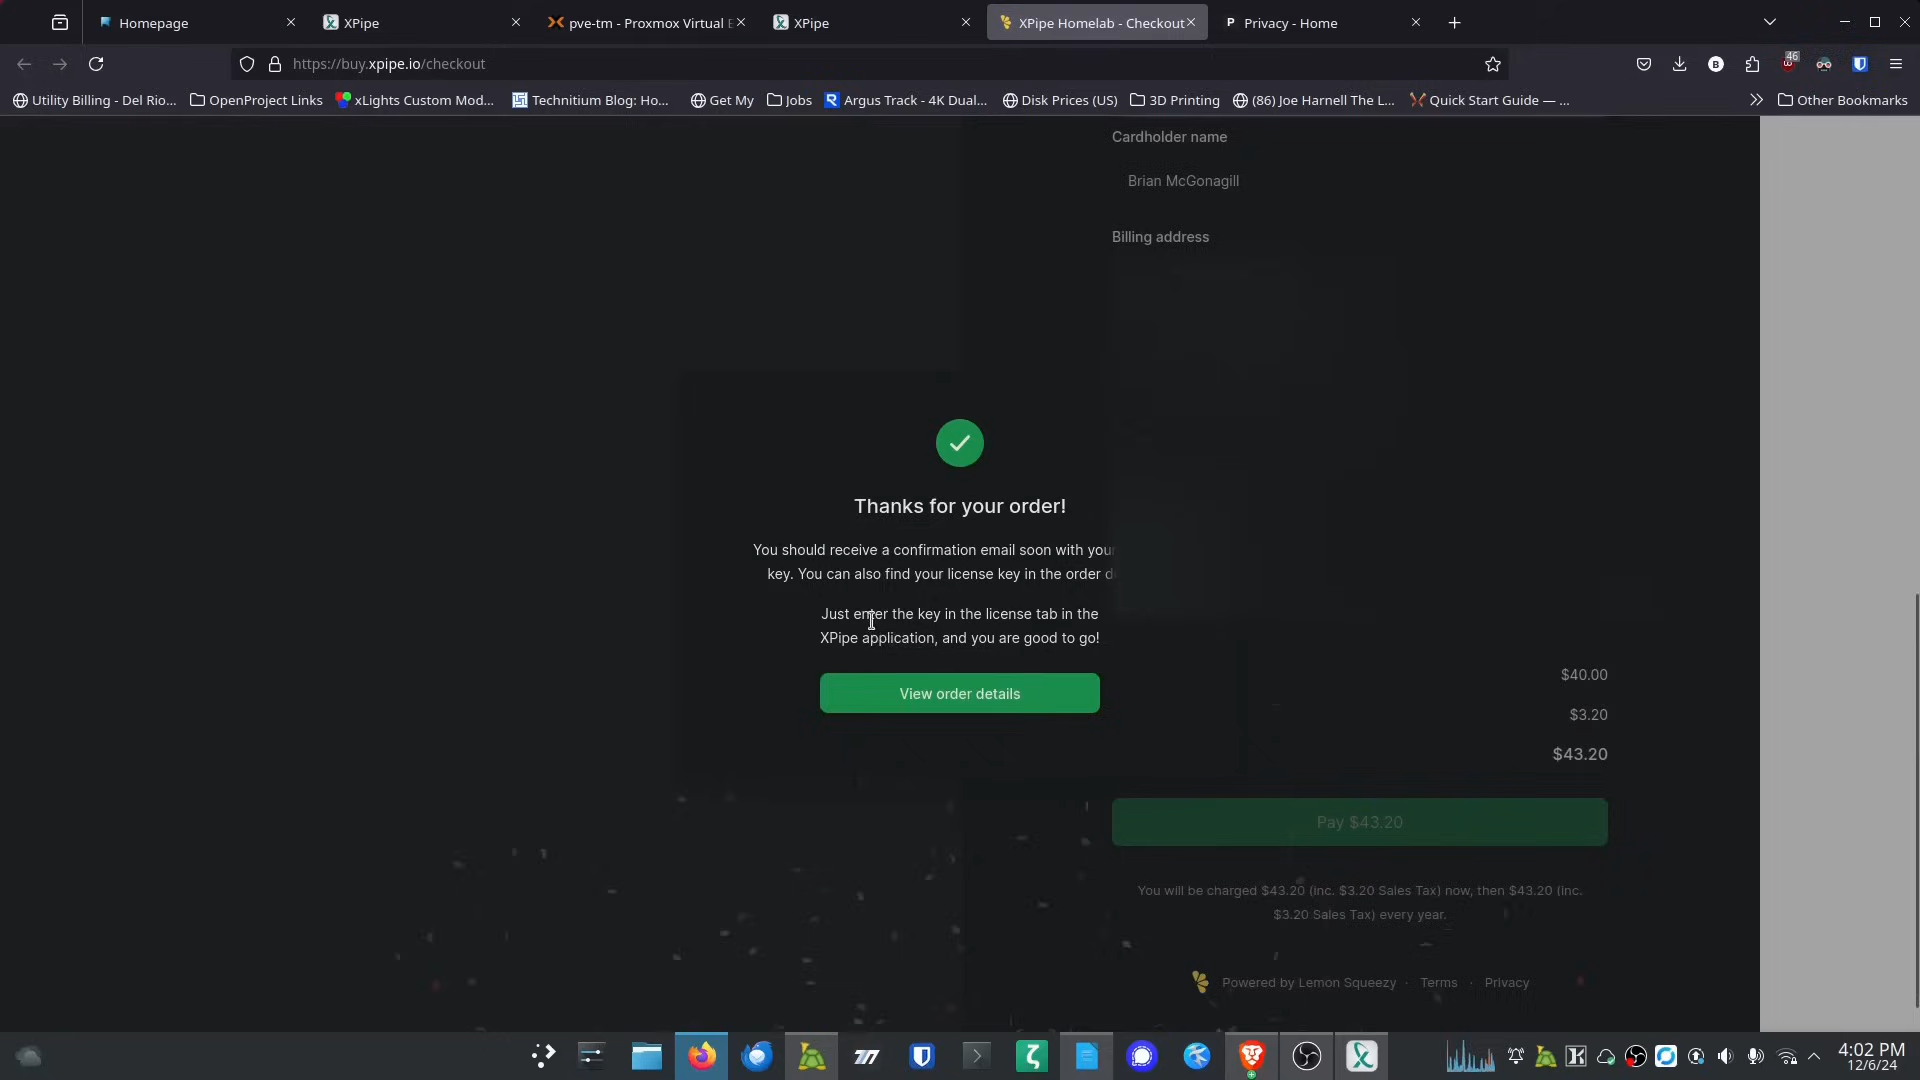 Homepage
XPipe
pve-tm - Proxmox Virtual E
XPipe
XPipe Homelab - Checkout
Privacy - Home
https://buy.xpipe.io/checkout
46
Utility Billing - Del Rio...
OpenProject Links
xLights Custom Mod...
Technitium Blog: Ho...
Get My
Jobs
Argus Track - 4K Dual...
Disk Prices (US)
3D Printing
(86) Joe Harnell The L...
Quick Start Guide — ...
Other Bookmarks
Cardholder name
Brian McGonagill
Billing address
Thanks for your order!
You should receive a confirmation email soon with your
key. You can also find your license key in the order d
Just enter the key in the license tab in the
XPipe application, and you are good to go!
View order details
$40.00
$3.20
$43.20
Pay $43.20
You will be charged $43.20 (inc. $3.20 Sales Tax) now, then $43.20 (inc.
$3.20 Sales Tax) every year.
Powered by Lemon Squeezy · Terms · Privacy
4:02 PM
12/6/24